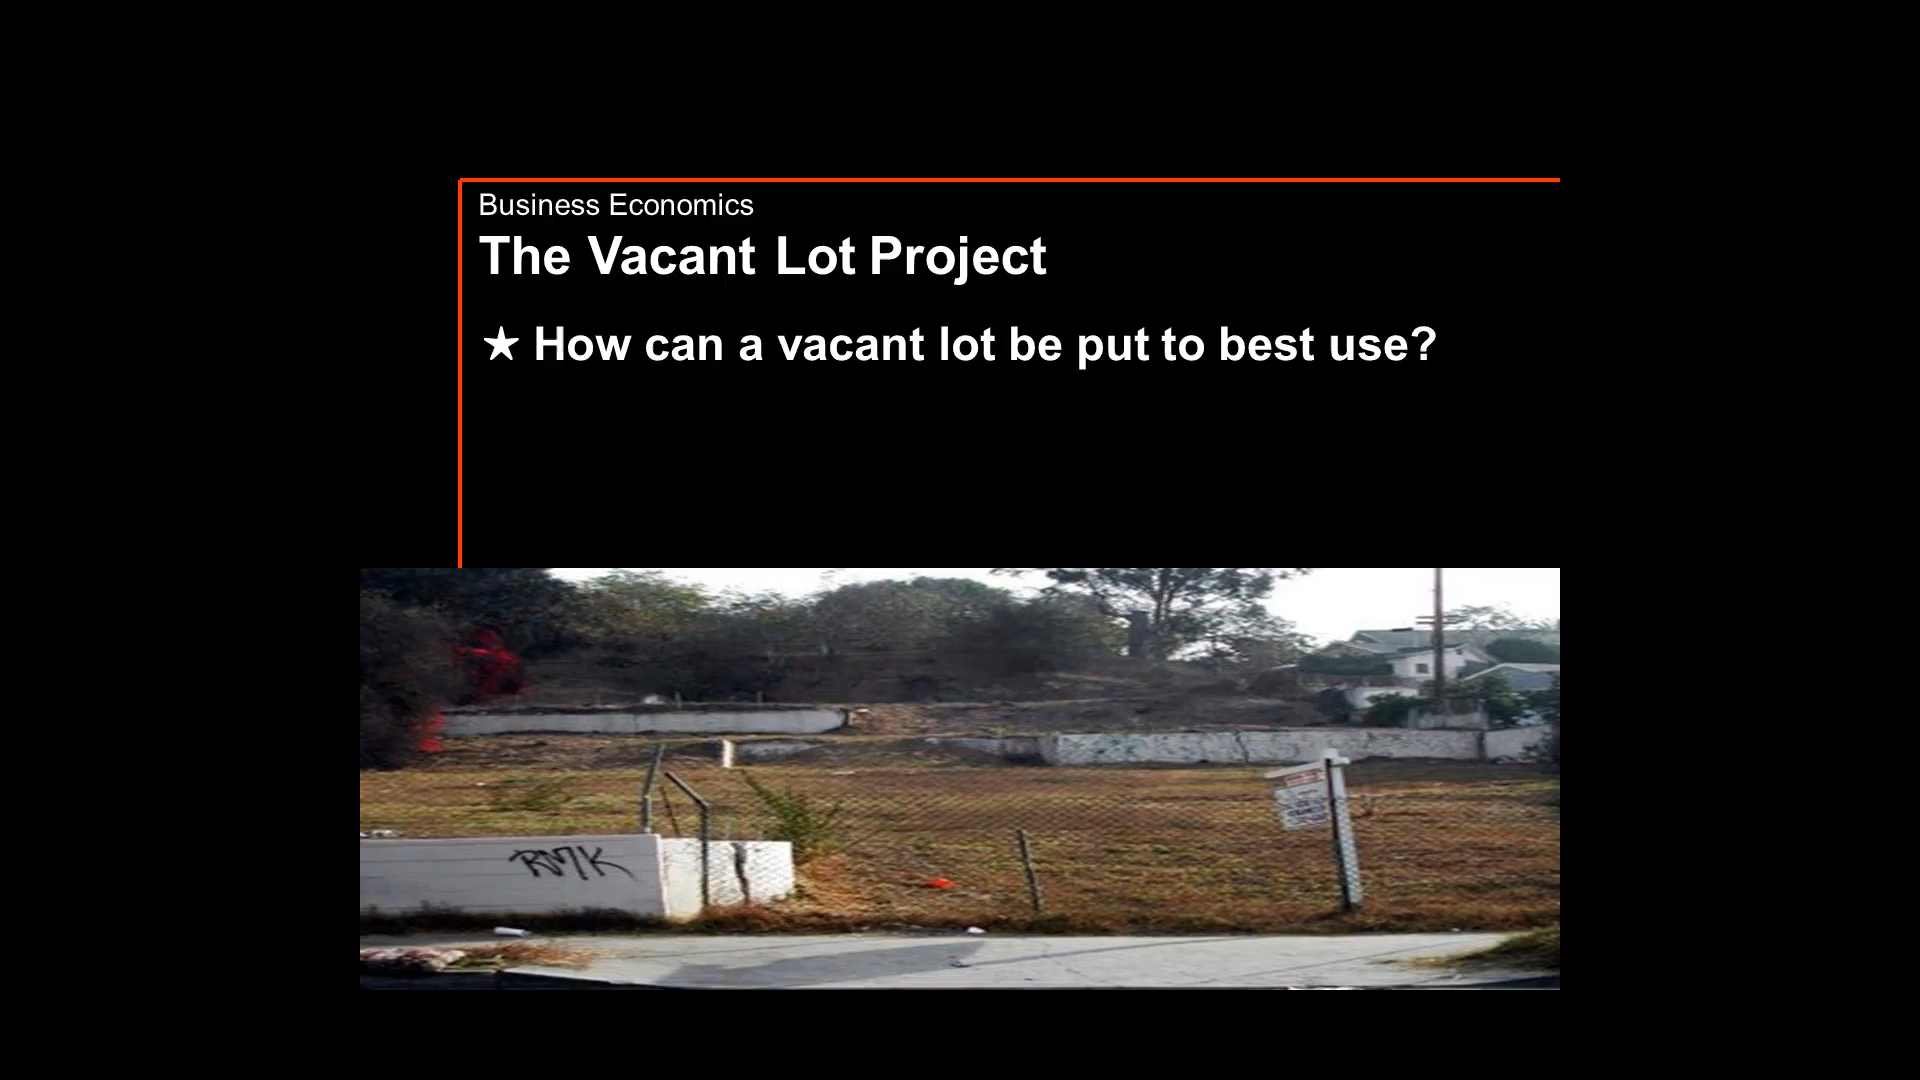 Business Economics
The Vacant Lot Project
★ How can a vacant lot be put to best use?
RMK